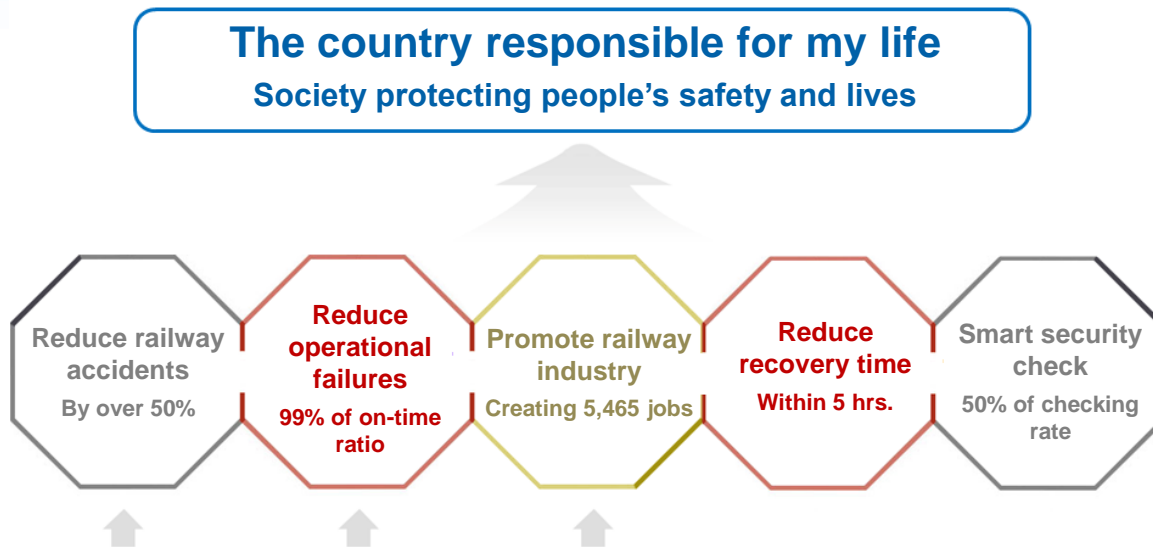 The country responsible for my life
Society protecting people’s safety and lives
Reduce railway
accidents
By over 50%
Reduce
operational
failures
99% of on-time
ratio
Promote railway
industry
Creating 5,465 jobs
Reduce
recovery time
Within 5 hrs.
Smart security
check
50% of checking
rate